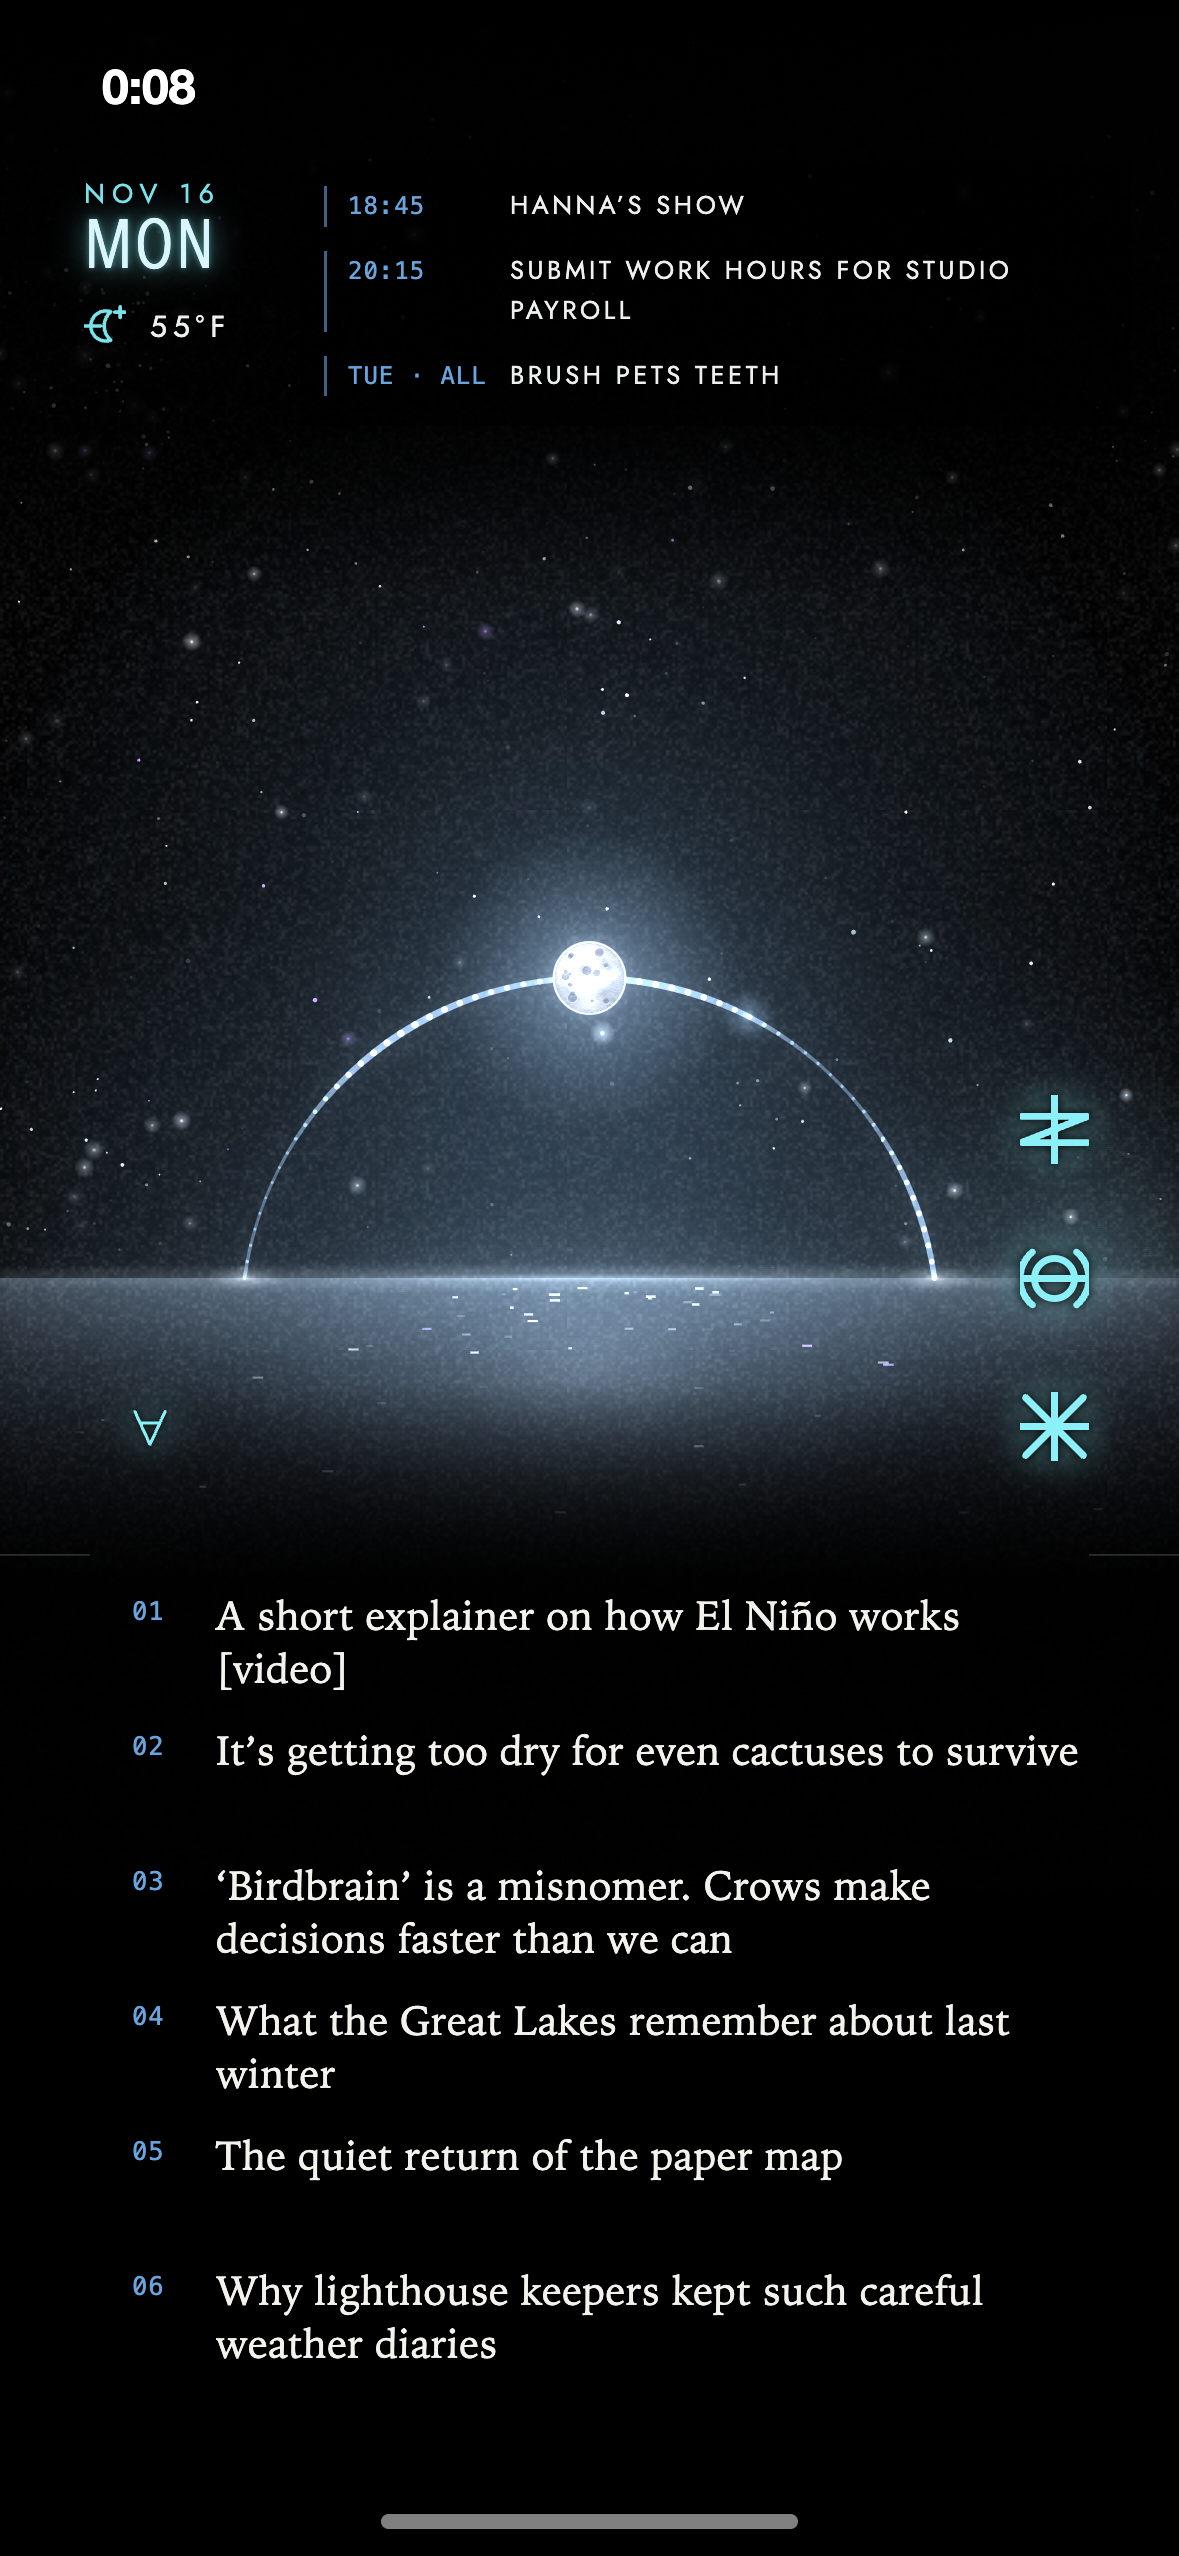 0:08
NOV 16
MON
55°F
18:45 HANNA’S SHOW
20:15 SUBMIT WORK HOURS FOR STUDIO
PAYROLL
TUE · ALL BRUSH PETS TEETH
∀
01 A short explainer on how El Niño works
[video]
02 It’s getting too dry for even cactuses to survive
03 ‘Birdbrain’ is a misnomer. Crows make
decisions faster than we can
04 What the Great Lakes remember about last
winter
05 The quiet return of the paper map
06 Why lighthouse keepers kept such careful
weather diaries